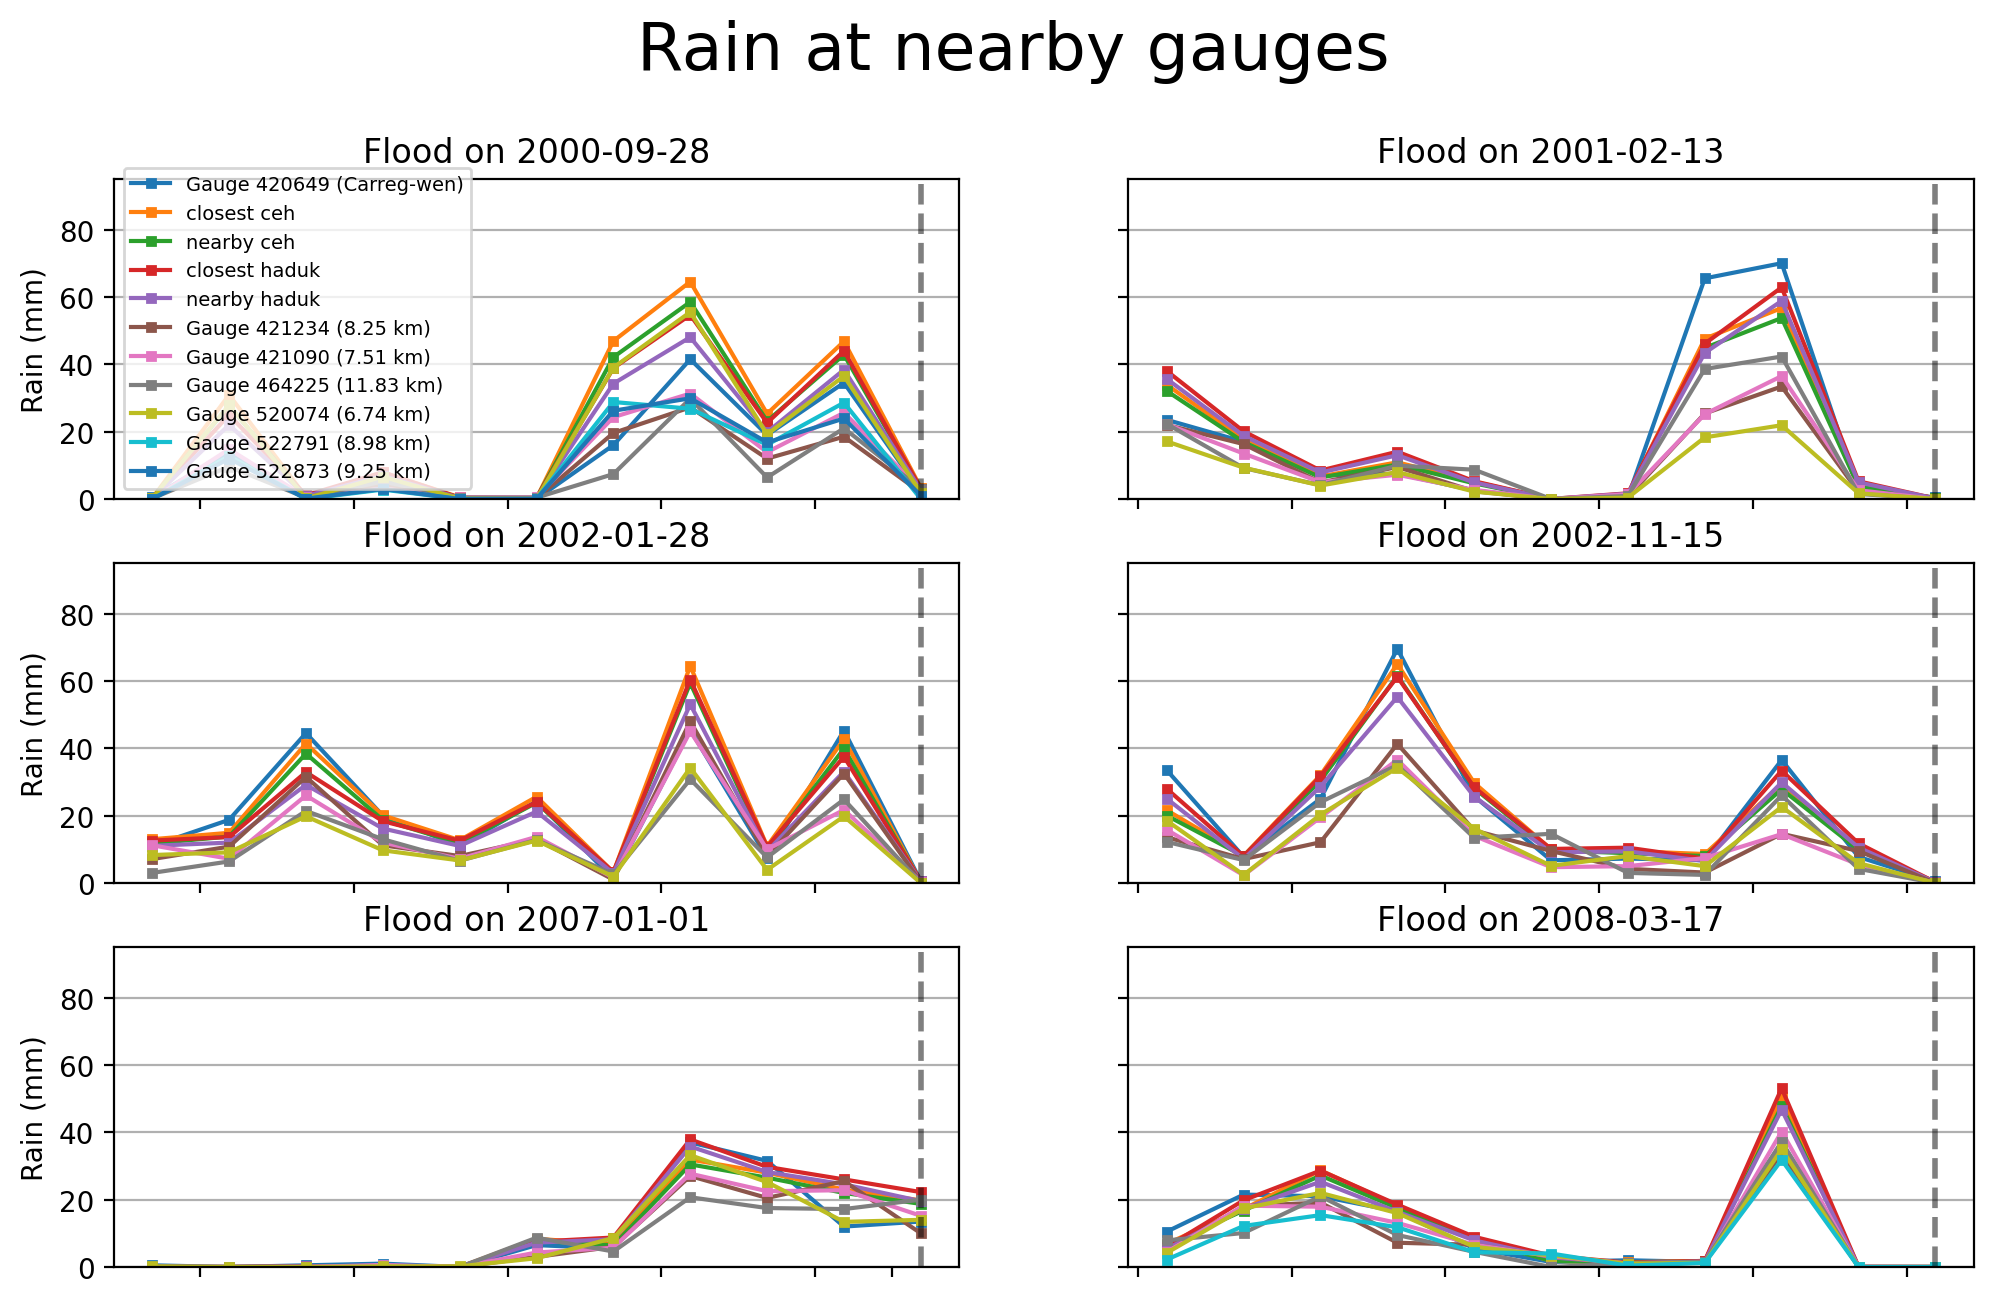 Rain at nearby gauges
Flood on 2000-09-28
Flood on 2001-02-13
Gauge 420649 (Carreg-wen)
closest ceh
nearby ceh
closest haduk
nearby haduk
Gauge 421234 (8.25 km)
Gauge 421090 (7.51 km)
Gauge 464225 (11.83 km)
Gauge 520074 (6.74 km)
Gauge 522791 (8.98 km)
Gauge 522873 (9.25 km)
Rain (mm)
80
60
40
20
0
Flood on 2002-01-28
Flood on 2002-11-15
Rain (mm)
80
60
40
20
0
Flood on 2007-01-01
Flood on 2008-03-17
Rain (mm)
80
60
40
20
0